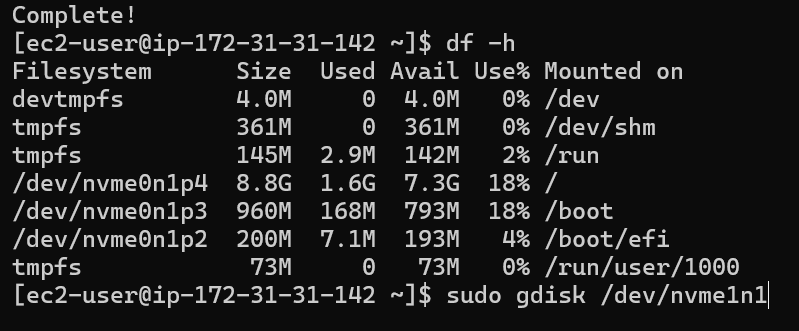 Complete!
[ec2-user@ip-172-31-31-142 ~]$ df -h
Filesystem      Size  Used Avail Use% Mounted on
devtmpfs        4.0M     0  4.0M   0% /dev
tmpfs           361M     0  361M   0% /dev/shm
tmpfs           145M  2.9M  142M   2% /run
/dev/nvme0n1p4  8.8G  1.6G  7.3G  18% /
/dev/nvme0n1p3  960M  168M  793M  18% /boot
/dev/nvme0n1p2  200M  7.1M  193M   4% /boot/efi
tmpfs            73M     0   73M   0% /run/user/1000
[ec2-user@ip-172-31-31-142 ~]$ sudo gdisk /dev/nvme1n1